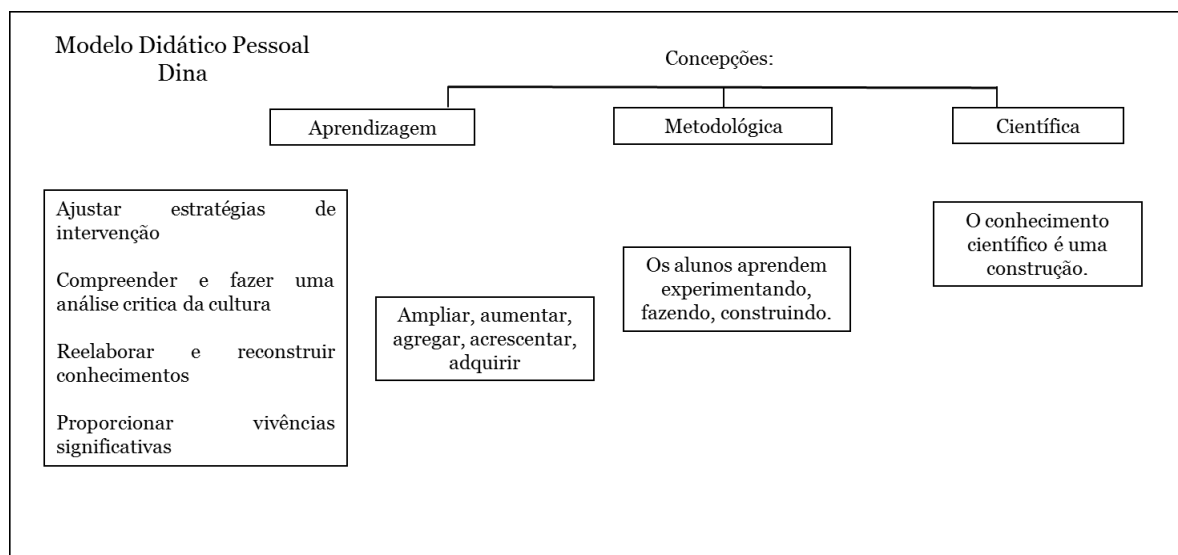 Modelo Didático Pessoal
Dina
Concepções:
Aprendizagem
Metodológica
Científica
Ajustar estratégias de
intervenção
Compreender e fazer uma
análise critica da cultura
Reelaborar e reconstruir
conhecimentos
Proporcionar vivências
significativas
Ampliar, aumentar,
agregar, acrescentar,
adquirir
Os alunos aprendem
experimentando,
fazendo, construindo.
O conhecimento
científico é uma
construção.